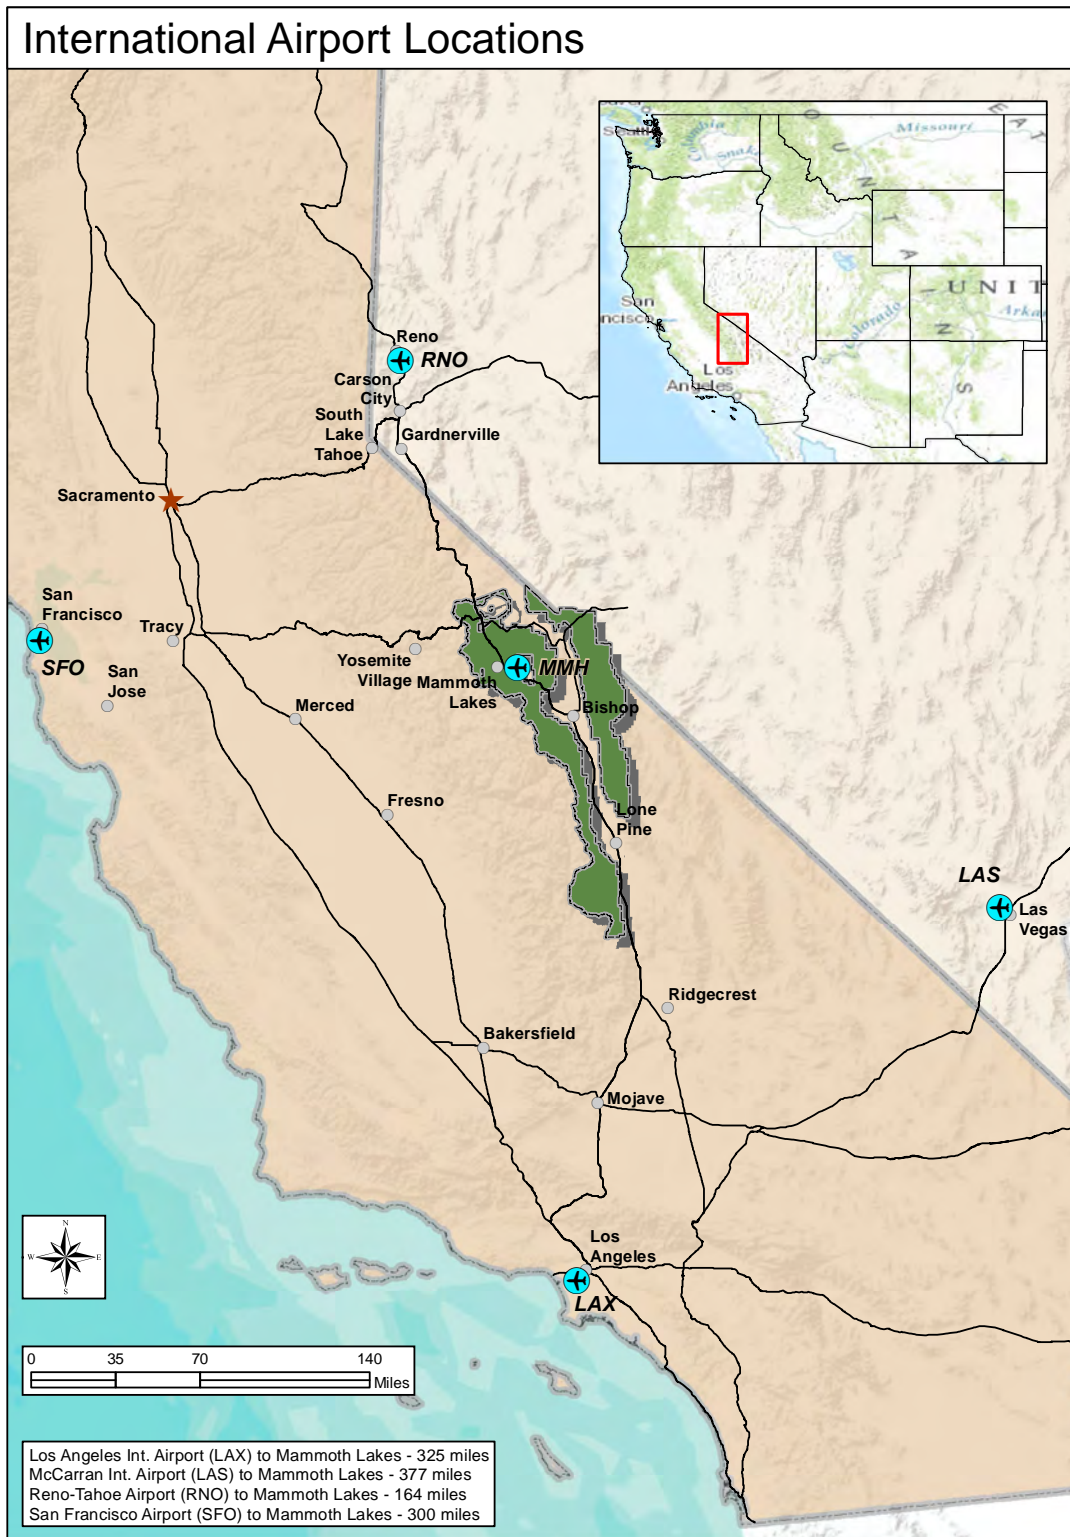 International Airport Locations
Seattle
Columbia
Snake
Missouri
E
A
T
O
U
N
T
A
I
N
S
UNIT
San
ncisco
Colorado
Arka
Los
Angeles
Reno
RNO
Carson
City
South
Lake
Tahoe
Gardnerville
Sacramento
San
Francisco
SFO
Tracy
San
Jose
Yosemite
Village
Mammoth
Lakes
MMH
Bishop
Merced
Fresno
Lone
Pine
LAS
Las
Vegas
Ridgecrest
Bakersfield
Mojave
Los
Angeles
LAX
N
W
E
S
0 35 70 140
Miles
Los Angeles Int. Airport (LAX) to Mammoth Lakes - 325 miles
McCarran Int. Airport (LAS) to Mammoth Lakes - 377 miles
Reno-Tahoe Airport (RNO) to Mammoth Lakes - 164 miles
San Francisco Airport (SFO) to Mammoth Lakes - 300 miles